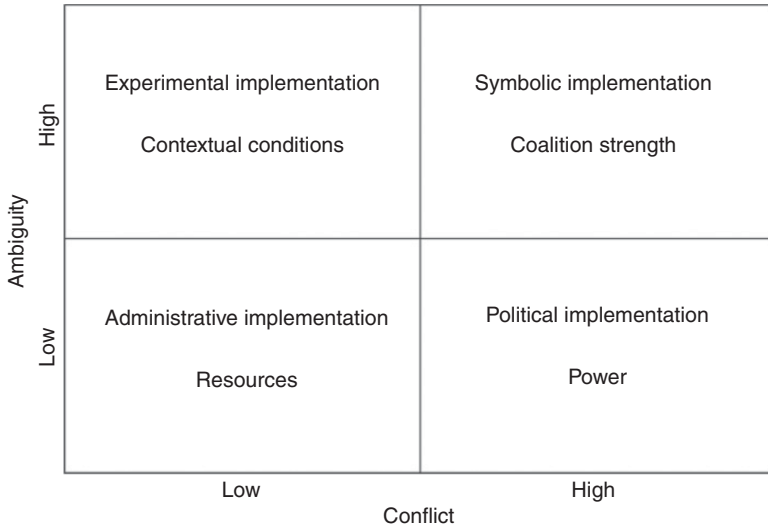 Experimental implementation
Contextual conditions
Symbolic implementation
Coalition strength
High
Ambiguity
Administrative implementation
Resources
Political implementation
Power
Low
Low
High
Conflict